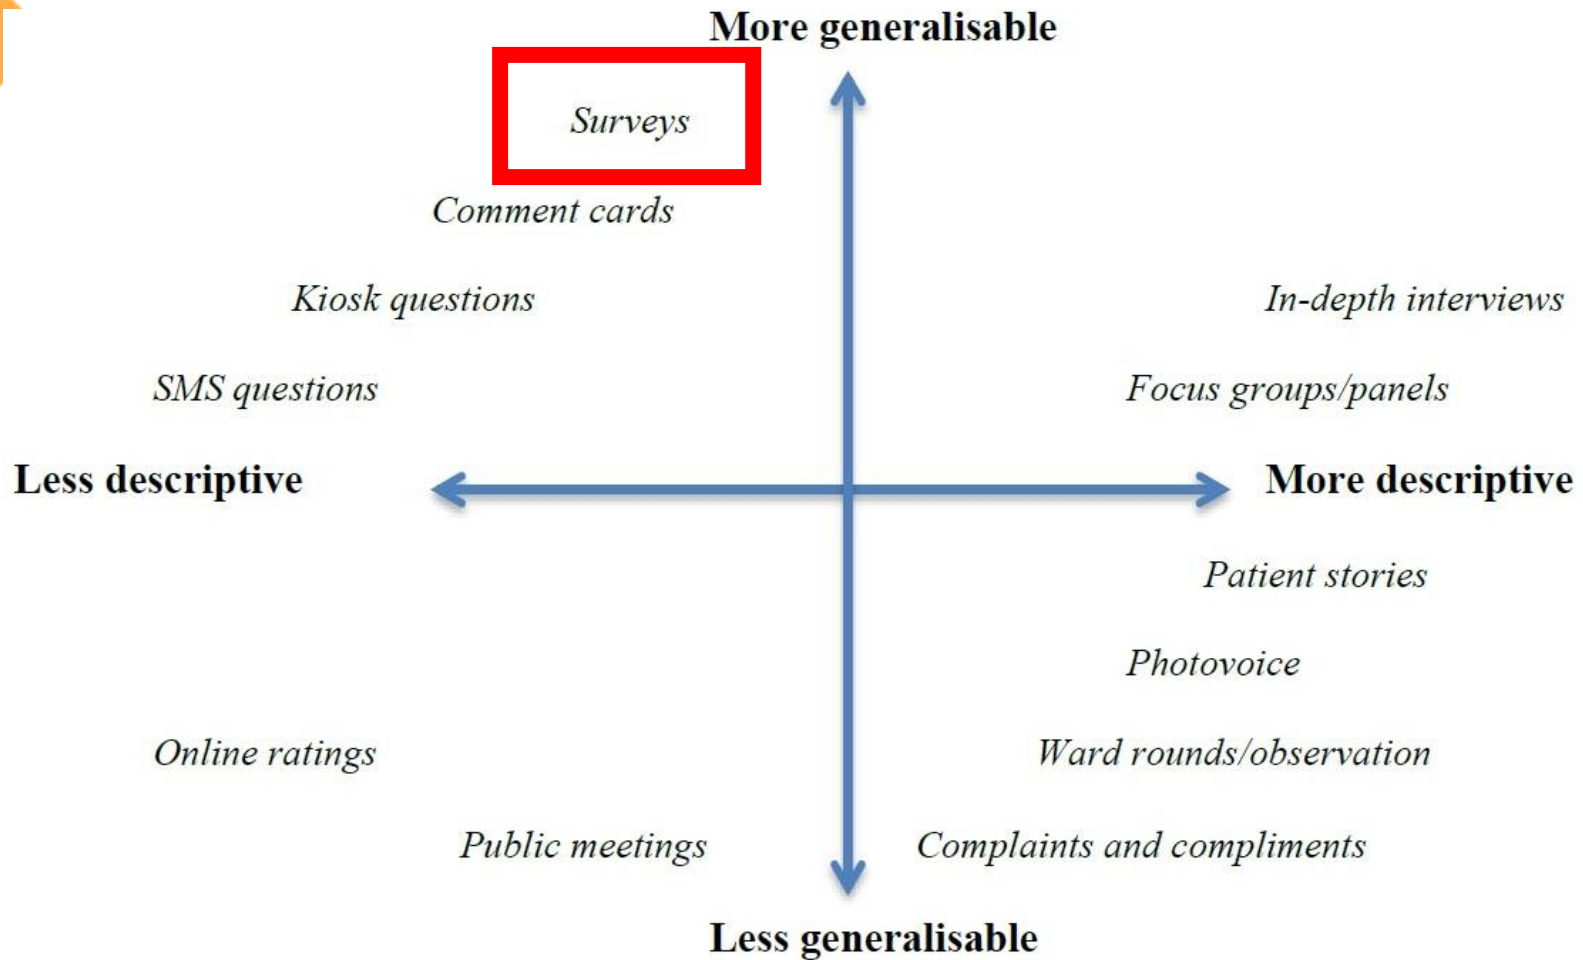 More generalisable
Surveys
Comment cards
Kiosk questions
In-depth interviews
SMS questions
Focus groups/panels
Less descriptive
More descriptive
Patient stories
Photovoice
Online ratings
Ward rounds/observation
Public meetings
Complaints and compliments
Less generalisable